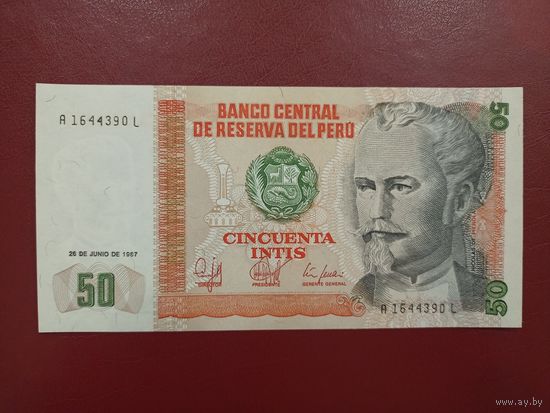 A 1644390 L
BANCO CENTRAL
DE RESERVA DEL PERÚ
50
CINCUENTA
INTIS
26 DE JUNIO DE 1987
50
DIRECTOR
PRESIDENTE
GERENTE GENERAL
A 1644390 L
50
www.ay.by